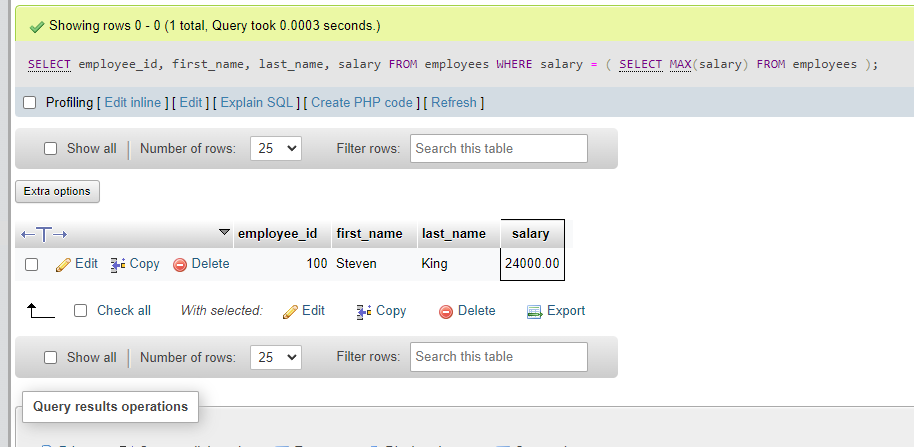 Showing rows 0 - 0 (1 total, Query took 0.0003 seconds.)
SELECT employee_id, first_name, last_name, salary FROM employees WHERE salary = ( SELECT MAX(salary) FROM employees );
Profiling [ Edit inline ] [ Edit ] [ Explain SQL ] [ Create PHP code ] [ Refresh ]
Show all Number of rows: 25 Filter rows: Search this table
Extra options
employee_id first_name last_name salary
Edit Copy Delete 100 Steven King 24000.00
Check all With selected: Edit Copy Delete Export
Show all Number of rows: 25 Filter rows: Search this table
Query results operations